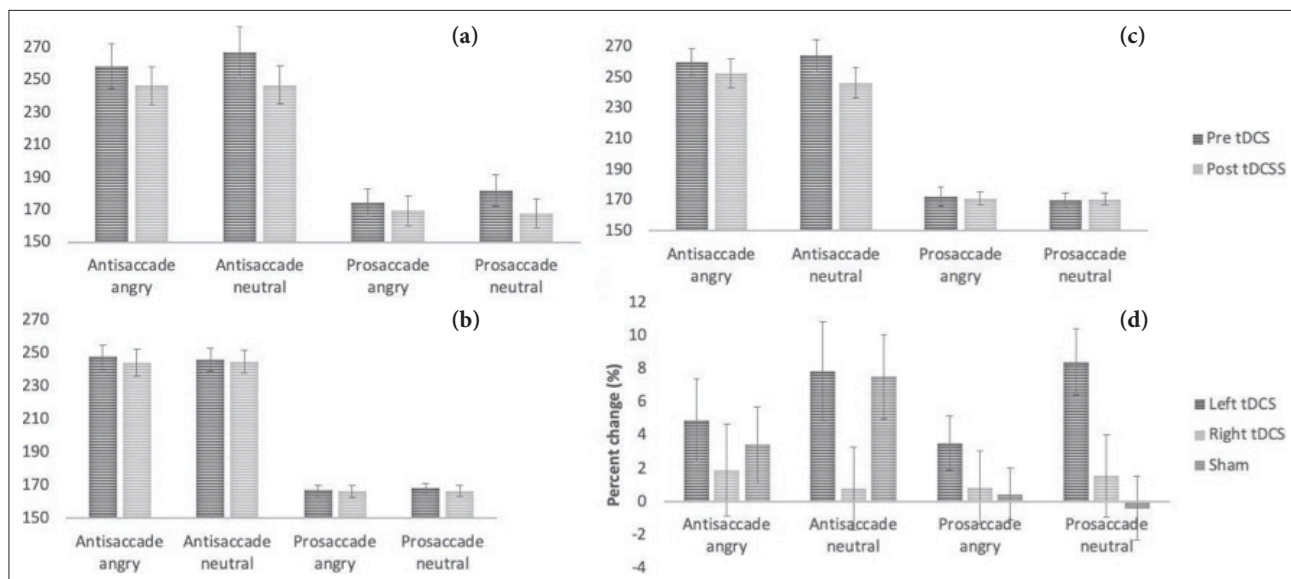 (a)
270
250
230
210
190
170
150
Antisaccade angry
Antisaccade neutral
Prosaccade angry
Prosaccade neutral
(c)
270
250
230
210
190
170
150
Antisaccade angry
Antisaccade neutral
Prosaccade angry
Prosaccade neutral
Pre tDCS
Post tDCSS
(b)
270
250
230
210
190
170
150
Antisaccade angry
Antisaccade neutral
Prosaccade angry
Prosaccade neutral
(d)
Percent change (%)
12
10
8
6
4
2
0
-2
-4
Antisaccade angry
Antisaccade neutral
Prosaccade angry
Prosaccade neutral
Left tDCS
Right tDCS
Sham